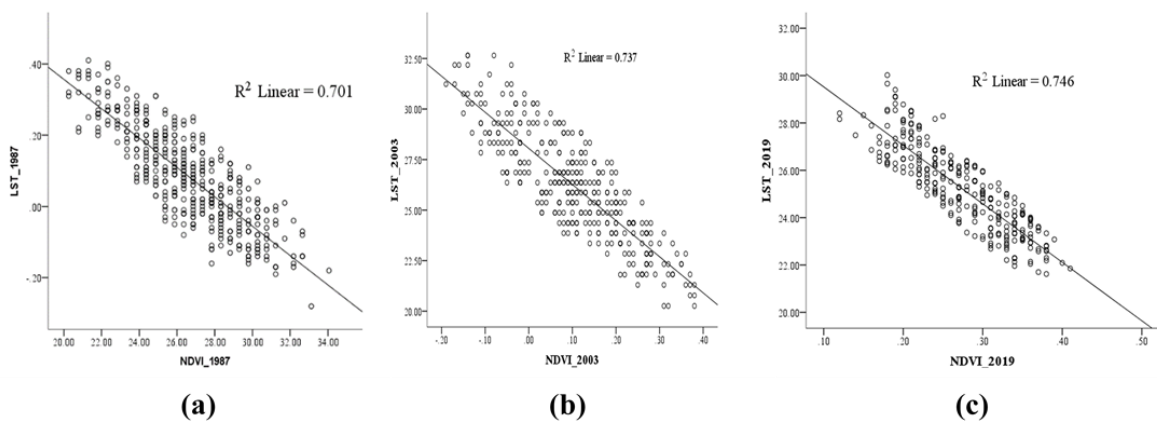 R² Linear = 0.701
LST_1987
.40
.20
.00
-.20
20.00 22.00 24.00 26.00 28.00 30.00 32.00 34.00
NDVI_1987
(a)
R² Linear = 0.737
LST_2003
32.50
30.00
27.50
25.00
22.50
20.00
-.20 -.10 .00 .10 .20 .30 .40
NDVI_2003
(b)
R² Linear = 0.746
LST_2019
32.00
30.00
28.00
26.00
24.00
22.00
20.00
.10 .20 .30 .40 .50
NDVI_2019
(c)